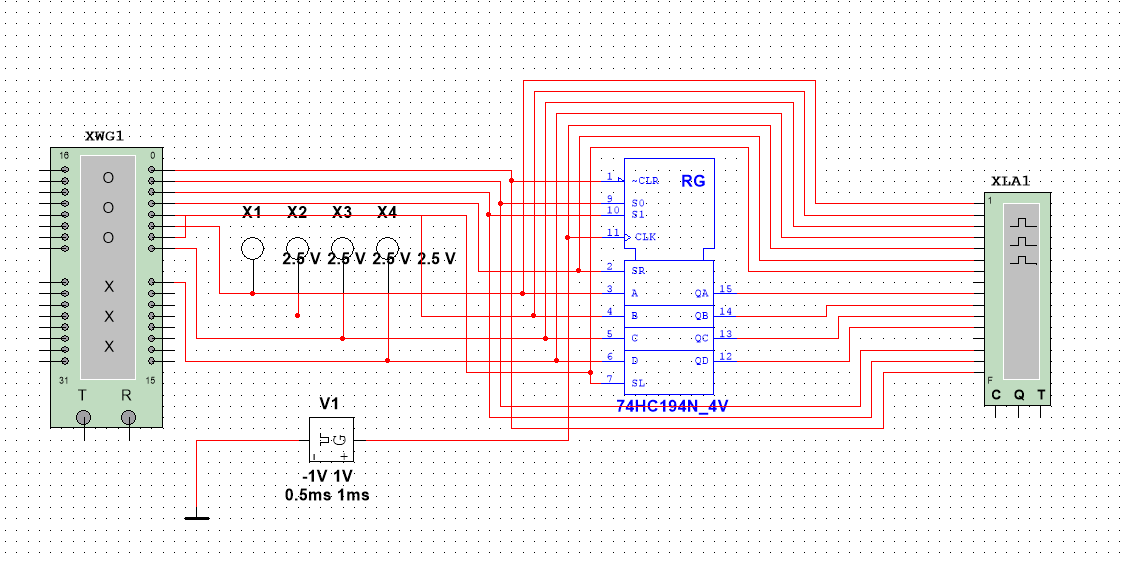 XWG1
16 0
O
O
O
X
X
X
31 15
T R
X1 X2 X3 X4
2.5 V 2.5 V 2.5 V 2.5 V
V1
-1V 1V
0.5ms 1ms
1 ~CLR RG
9 S0
10 S1
11 CLK
2 SR
3 A QA 15
4 B QB 14
5 C QC 13
6 D QD 12
7 SL
74HC194N_4V
XLA1
1
F
C Q T